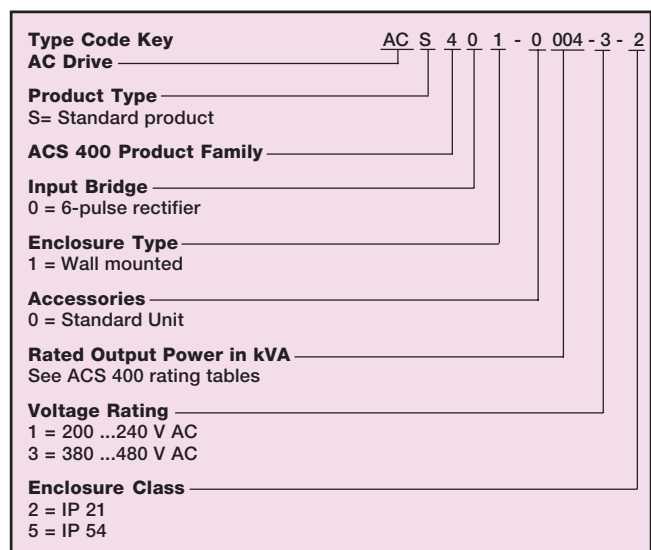 Type Code Key AC S 4 0 1 - 0 004 - 3 - 2
AC Drive
Product Type
S= Standard product
ACS 400 Product Family
Input Bridge
0 = 6-pulse rectifier
Enclosure Type
1 = Wall mounted
Accessories
0 = Standard Unit
Rated Output Power in kVA
See ACS 400 rating tables
Voltage Rating
1 = 200 ...240 V AC
3 = 380 ...480 V AC
Enclosure Class
2 = IP 21
5 = IP 54